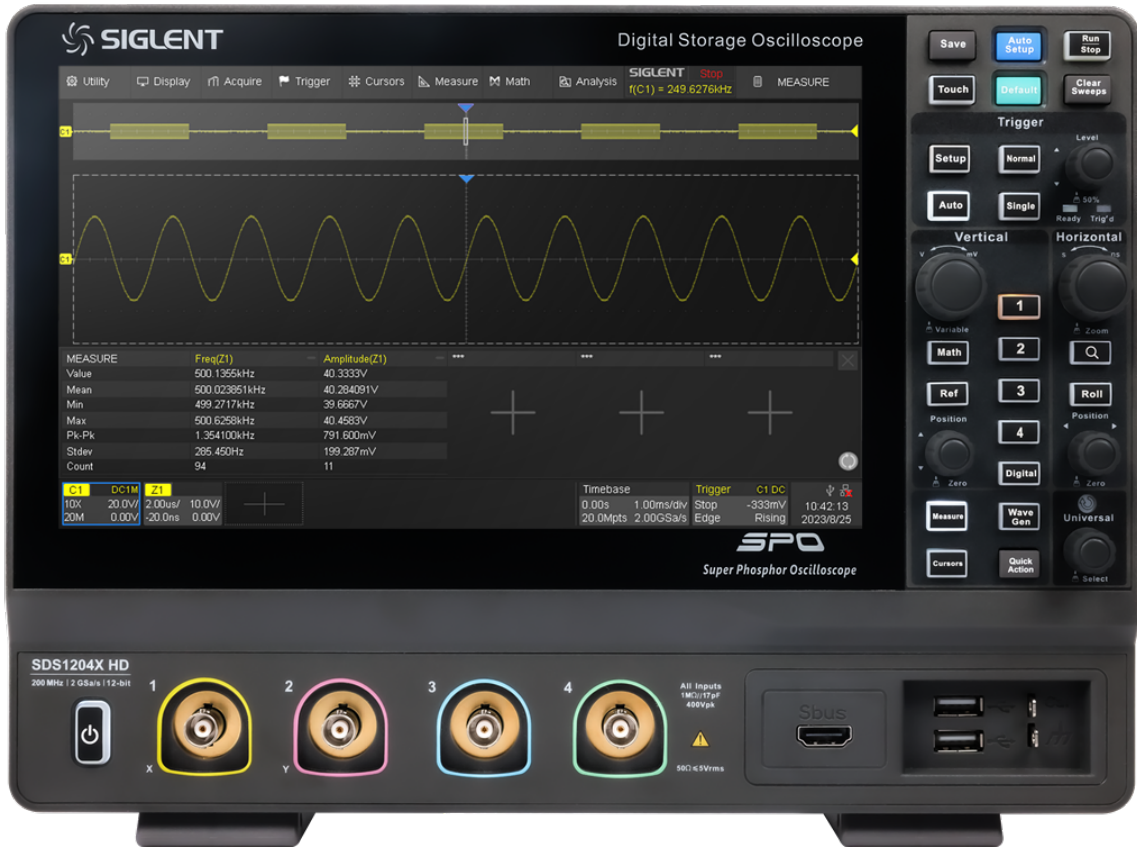 SIGLENT
Digital Storage Oscilloscope
Utility Display Acquire Trigger Cursors Measure Math Analysis
SIGLENT Stop
f(C1) = 249.6276kHz
MEASURE
C1
C1
MEASURE Freq(Z1) Amplitude(Z1) *** *** ***
Value 500.1355kHz 40.3333V
Mean 500.023851kHz 40.284091V
Min 499.2717kHz 39.6667V
Max 500.6258kHz 40.4583V
Pk-Pk 1.354100kHz 791.600mV
Stdev 285.450Hz 199.287mV
Count 94 11
C1 DC1M
10X 20.0V/
20M 0.00V
Z1
2.00us/ 10.0V/
-20.0ns 0.00V
Timebase
0.00s 1.00ms/div
20.0Mpts 2.00GSa/s
Trigger C1 DC
Stop -333mV
Edge Rising
10:42:13
2023/8/25
SPO
Super Phosphor Oscilloscope
Save
Auto
Setup
Run
Stop
Touch
Default
Clear
Sweeps
Trigger
Level
Setup
Normal
50%
Auto
Single
Ready Trig'd
Vertical
Horizontal
V mV
s ns
Variable
1
Zoom
Math
2
Ref
3
Roll
Position
4
Position
Zero
Digital
Zero
Measure
Wave
Gen
Universal
Cursors
Quick
Action
Select
SDS1204X HD
200 MHz | 2 GSa/s | 12-bit
1
X
2
Y
3
4
All Inputs
1MΩ//17pF
400Vpk
50Ω≤5Vrms
Sbus